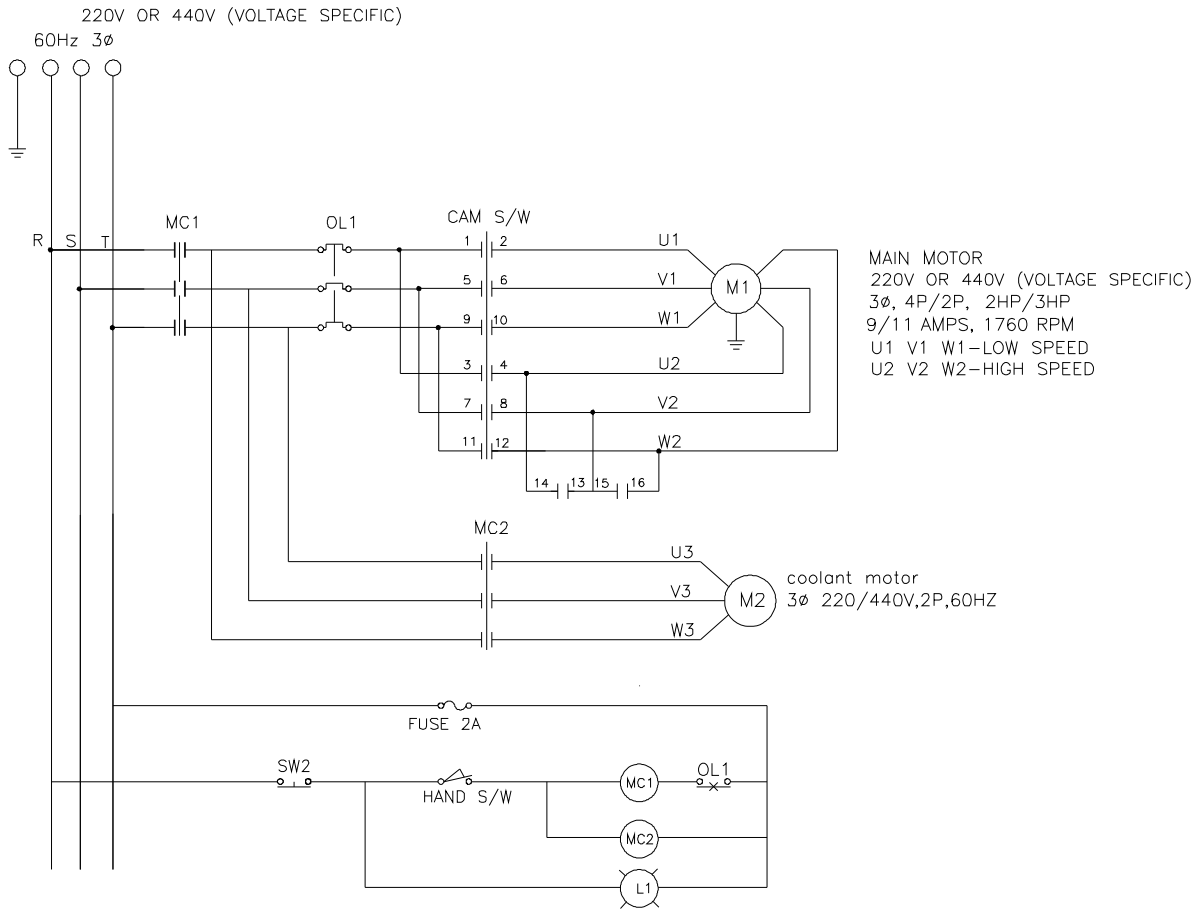 220V OR 440V (VOLTAGE SPECIFIC)
60Hz 3ø
MC1
OL1
CAM S/W
R S T
1 2
U1
5 6
V1
M1
9 10
W1
3 4
U2
7 8
V2
11 12
W2
14 13 15 16
MAIN MOTOR
220V OR 440V (VOLTAGE SPECIFIC)
3ø, 4P/2P, 2HP/3HP
9/11 AMPS, 1760 RPM
U1 V1 W1-LOW SPEED
U2 V2 W2-HIGH SPEED
MC2
U3
V3
W3
M2
coolant motor
3ø 220/440V,2P,60HZ
FUSE 2A
SW2
HAND S/W
MC1
OL1
MC2
L1